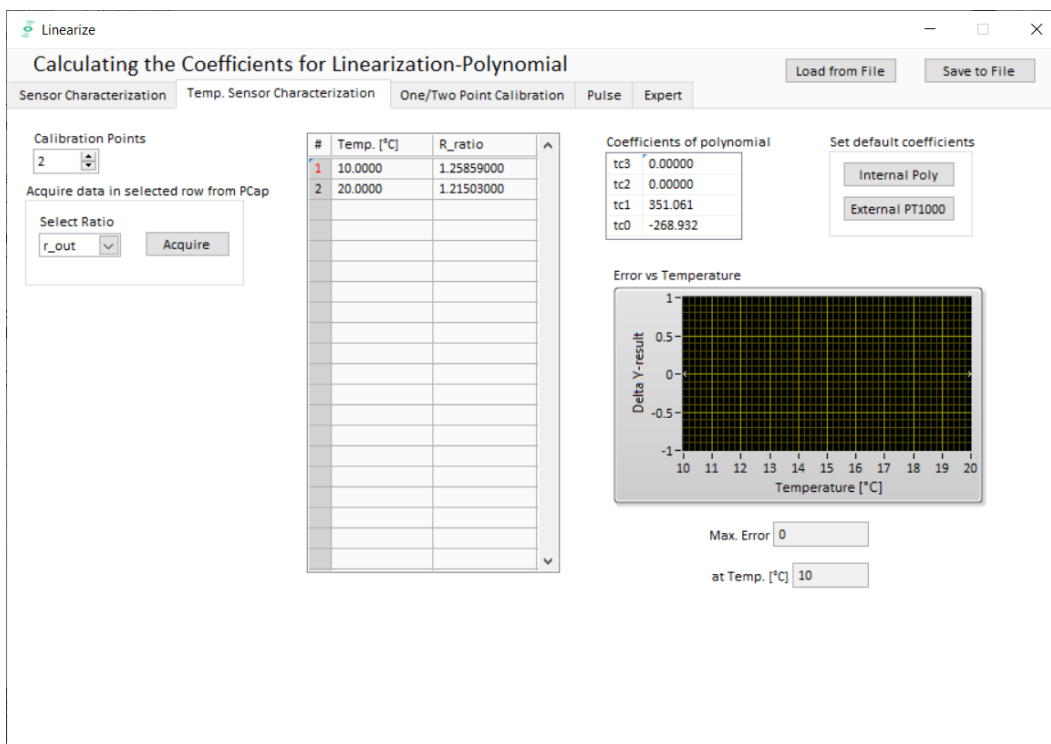 Linearize
Calculating the Coefficients for Linearization-Polynomial
Load from File
Save to File
Sensor Characterization
Temp. Sensor Characterization
One/Two Point Calibration
Pulse
Expert
Calibration Points
2
Acquire data in selected row from PCap
Select Ratio
r_out
Acquire
# Temp. [°C] R_ratio
1 10.0000 1.25859000
2 20.0000 1.21503000
Coefficients of polynomial
tc3 0.00000
tc2 0.00000
tc1 351.061
tc0 -268.932
Set default coefficients
Internal Poly
External PT1000
Error vs Temperature
Delta Y-result
1
0.5
0
-0.5
-1
10 11 12 13 14 15 16 17 18 19 20
Temperature [°C]
Max. Error 0
at Temp. [°C] 10